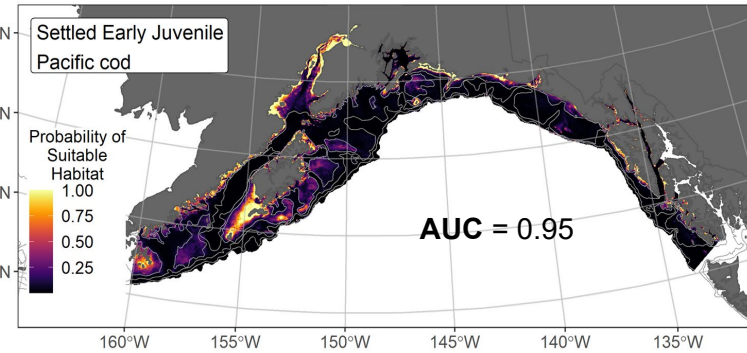 Settled Early Juvenile
Pacific cod
N
N
N
N
Probability of
Suitable
Habitat
1.00
0.75
0.50
0.25
AUC = 0.95
160°W
155°W
150°W
145°W
140°W
135°W